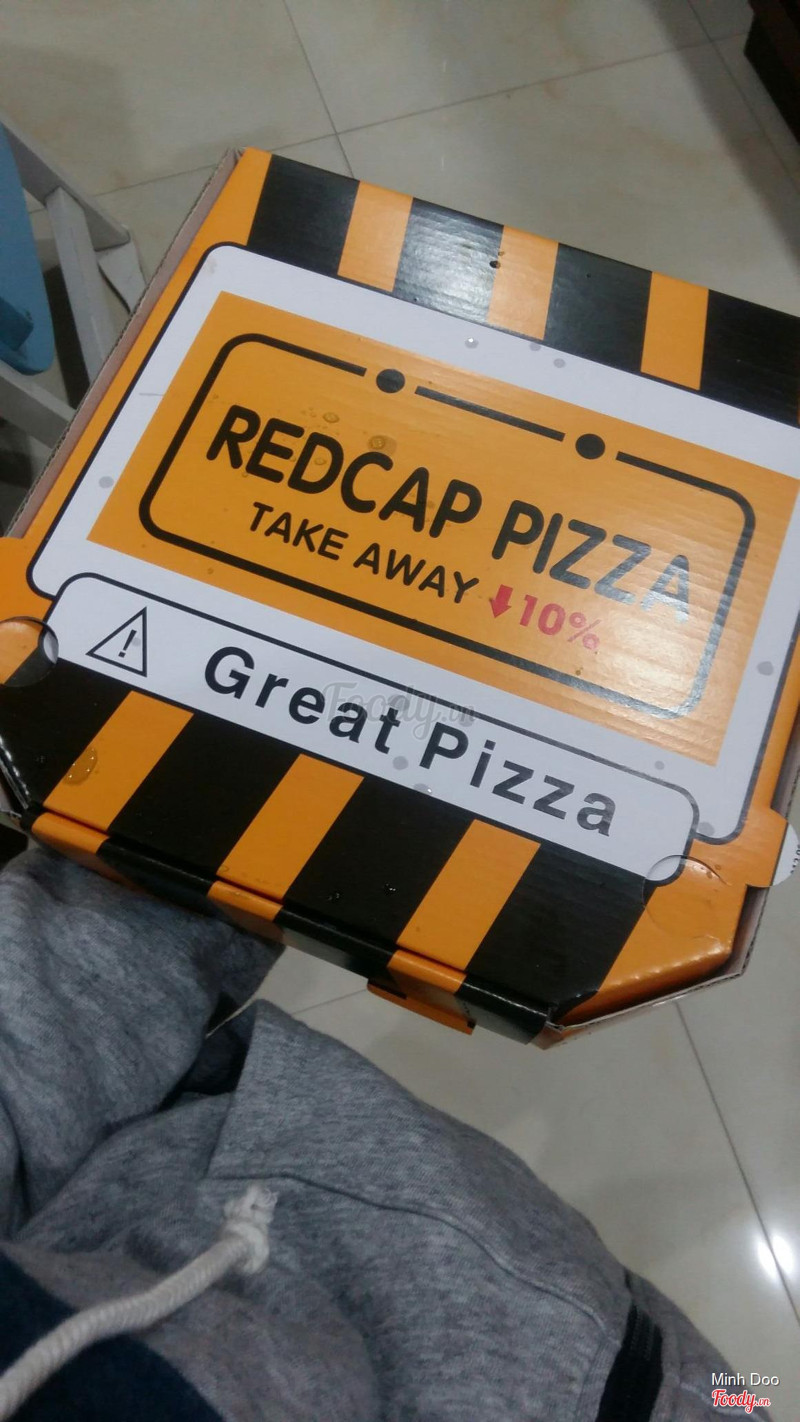 REDCAP PIZZA
TAKE AWAY 10%
Great Pizza
Foody.vn
Minh Doo
Foody.vn